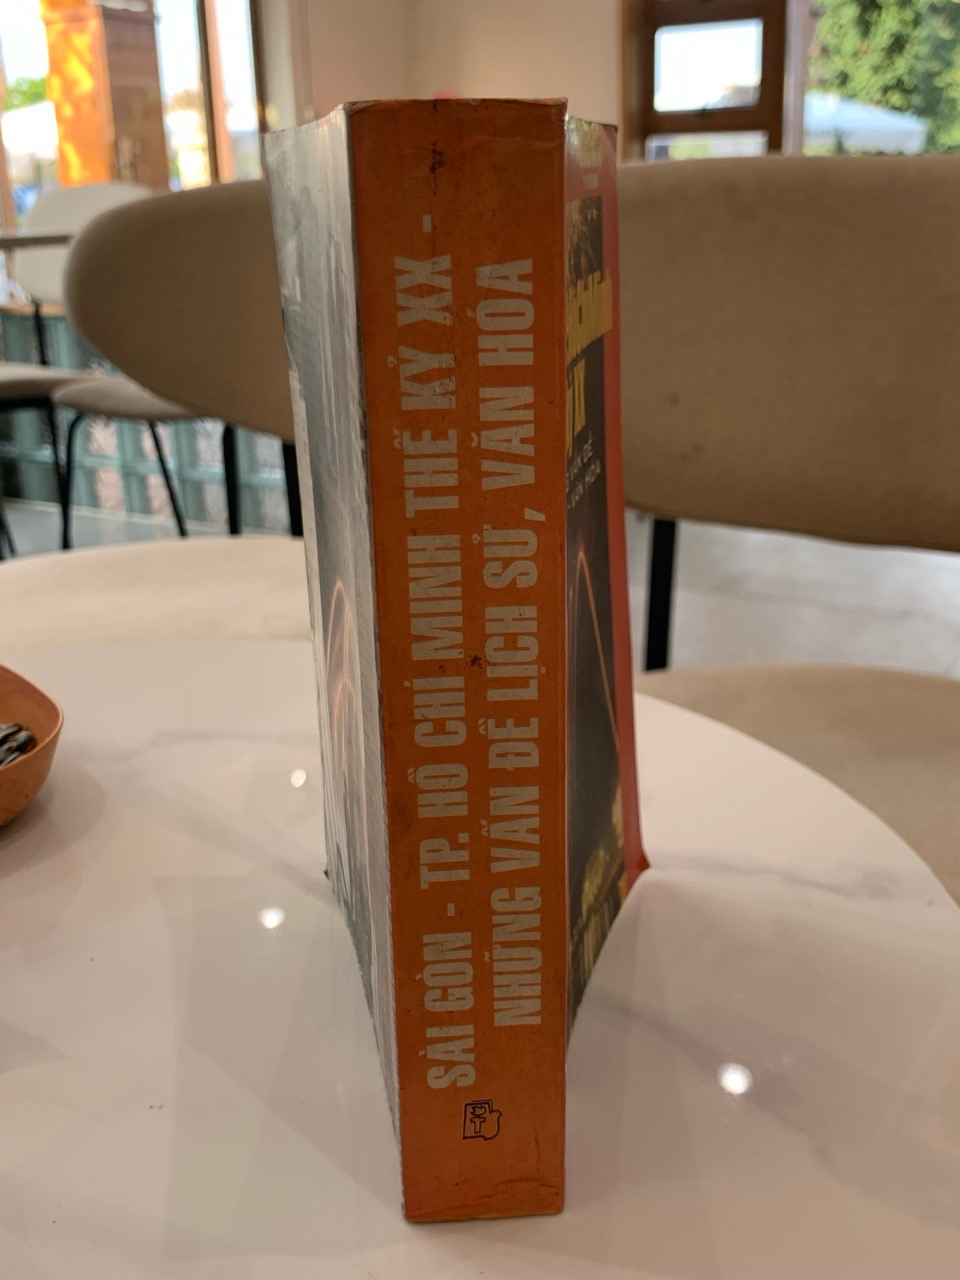 SÀI GÒN - TP. HỒ CHÍ MINH THẾ KỶ XX -
NHỮNG VẤN ĐỀ LỊCH SỬ, VĂN HÓA